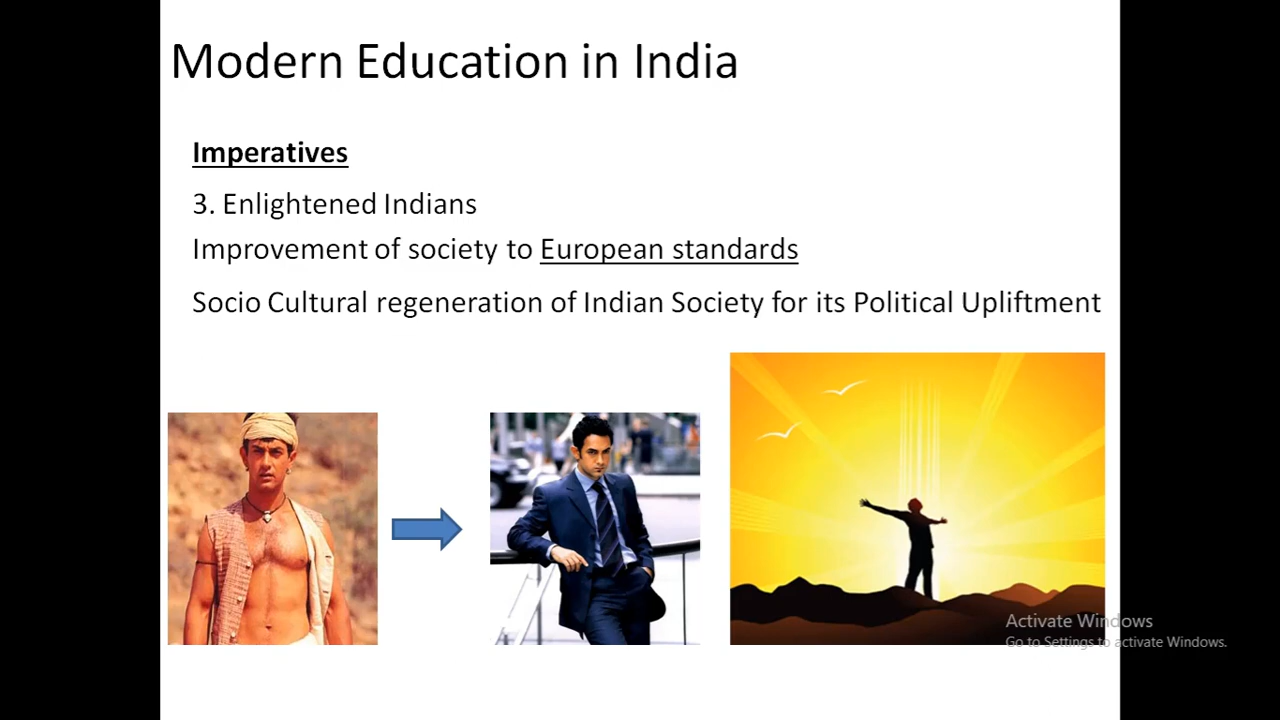 Modern Education in India
Imperatives
3. Enlightened Indians
Improvement of society to European standards
Socio Cultural regeneration of Indian Society for its Political Upliftment
Activate Windows
Go to Settings to activate Windows.